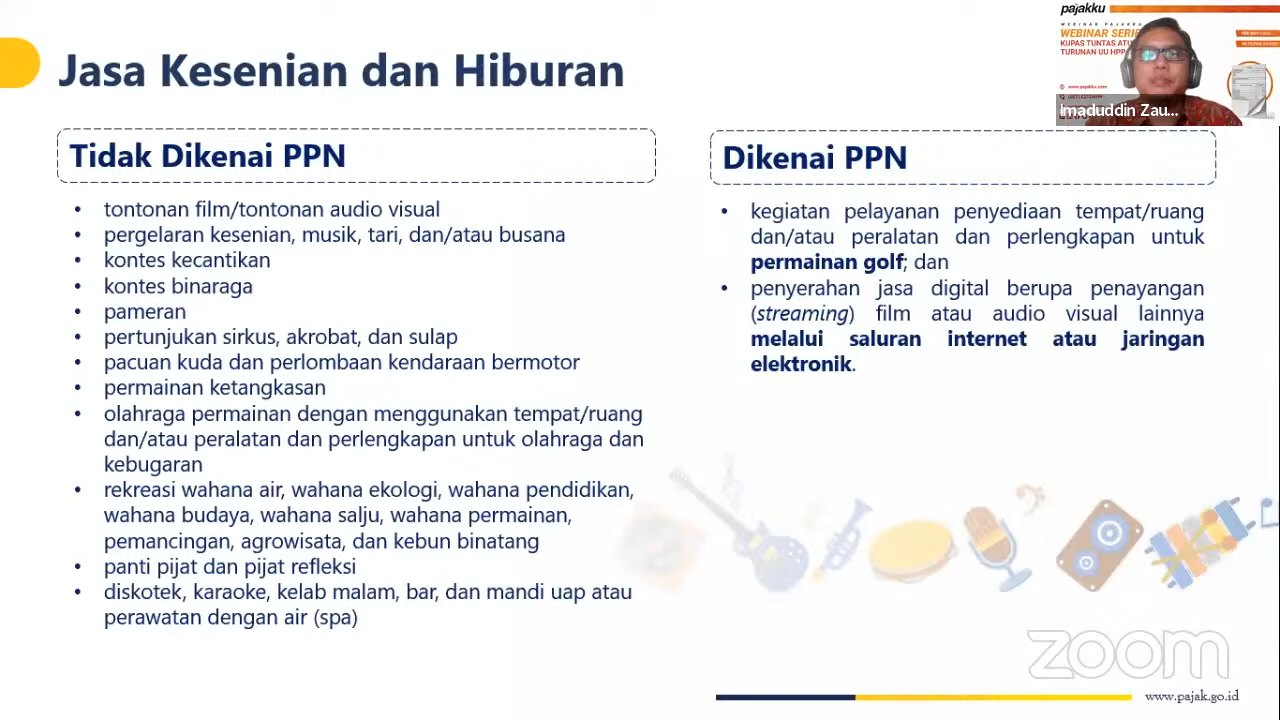 Jasa Kesenian dan Hiburan
Tidak Dikenai PPN
• tontonan film/tontonan audio visual
• pergelaran kesenian, musik, tari, dan/atau busana
• kontes kecantikan
• kontes binaraga
• pameran
• pertunjukan sirkus, akrobat, dan sulap
• pacuan kuda dan perlombaan kendaraan bermotor
• permainan ketangkasan
• olahraga permainan dengan menggunakan tempat/ruang
dan/atau peralatan dan perlengkapan untuk olahraga dan
kebugaran
• rekreasi wahana air, wahana ekologi, wahana pendidikan,
wahana budaya, wahana salju, wahana permainan,
pemancingan, agrowisata, dan kebun binatang
• panti pijat dan pijat refleksi
• diskotek, karaoke, kelab malam, bar, dan mandi uap atau
perawatan dengan air (spa)
Dikenai PPN
• kegiatan pelayanan penyediaan tempat/ruang
dan/atau peralatan dan perlengkapan untuk
permainan golf; dan
• penyerahan jasa digital berupa penayangan
(streaming) film atau audio visual lainnya
melalui saluran internet atau jaringan
elektronik.
pajakku
WEBINAR PAJAKKU
WEBINAR SERIE
KUPAS TUNTAS ATU
TURUNAN UU HPP
www.pajakku.com
Imaduddin Zau...
zoom
www.pajak.go.id